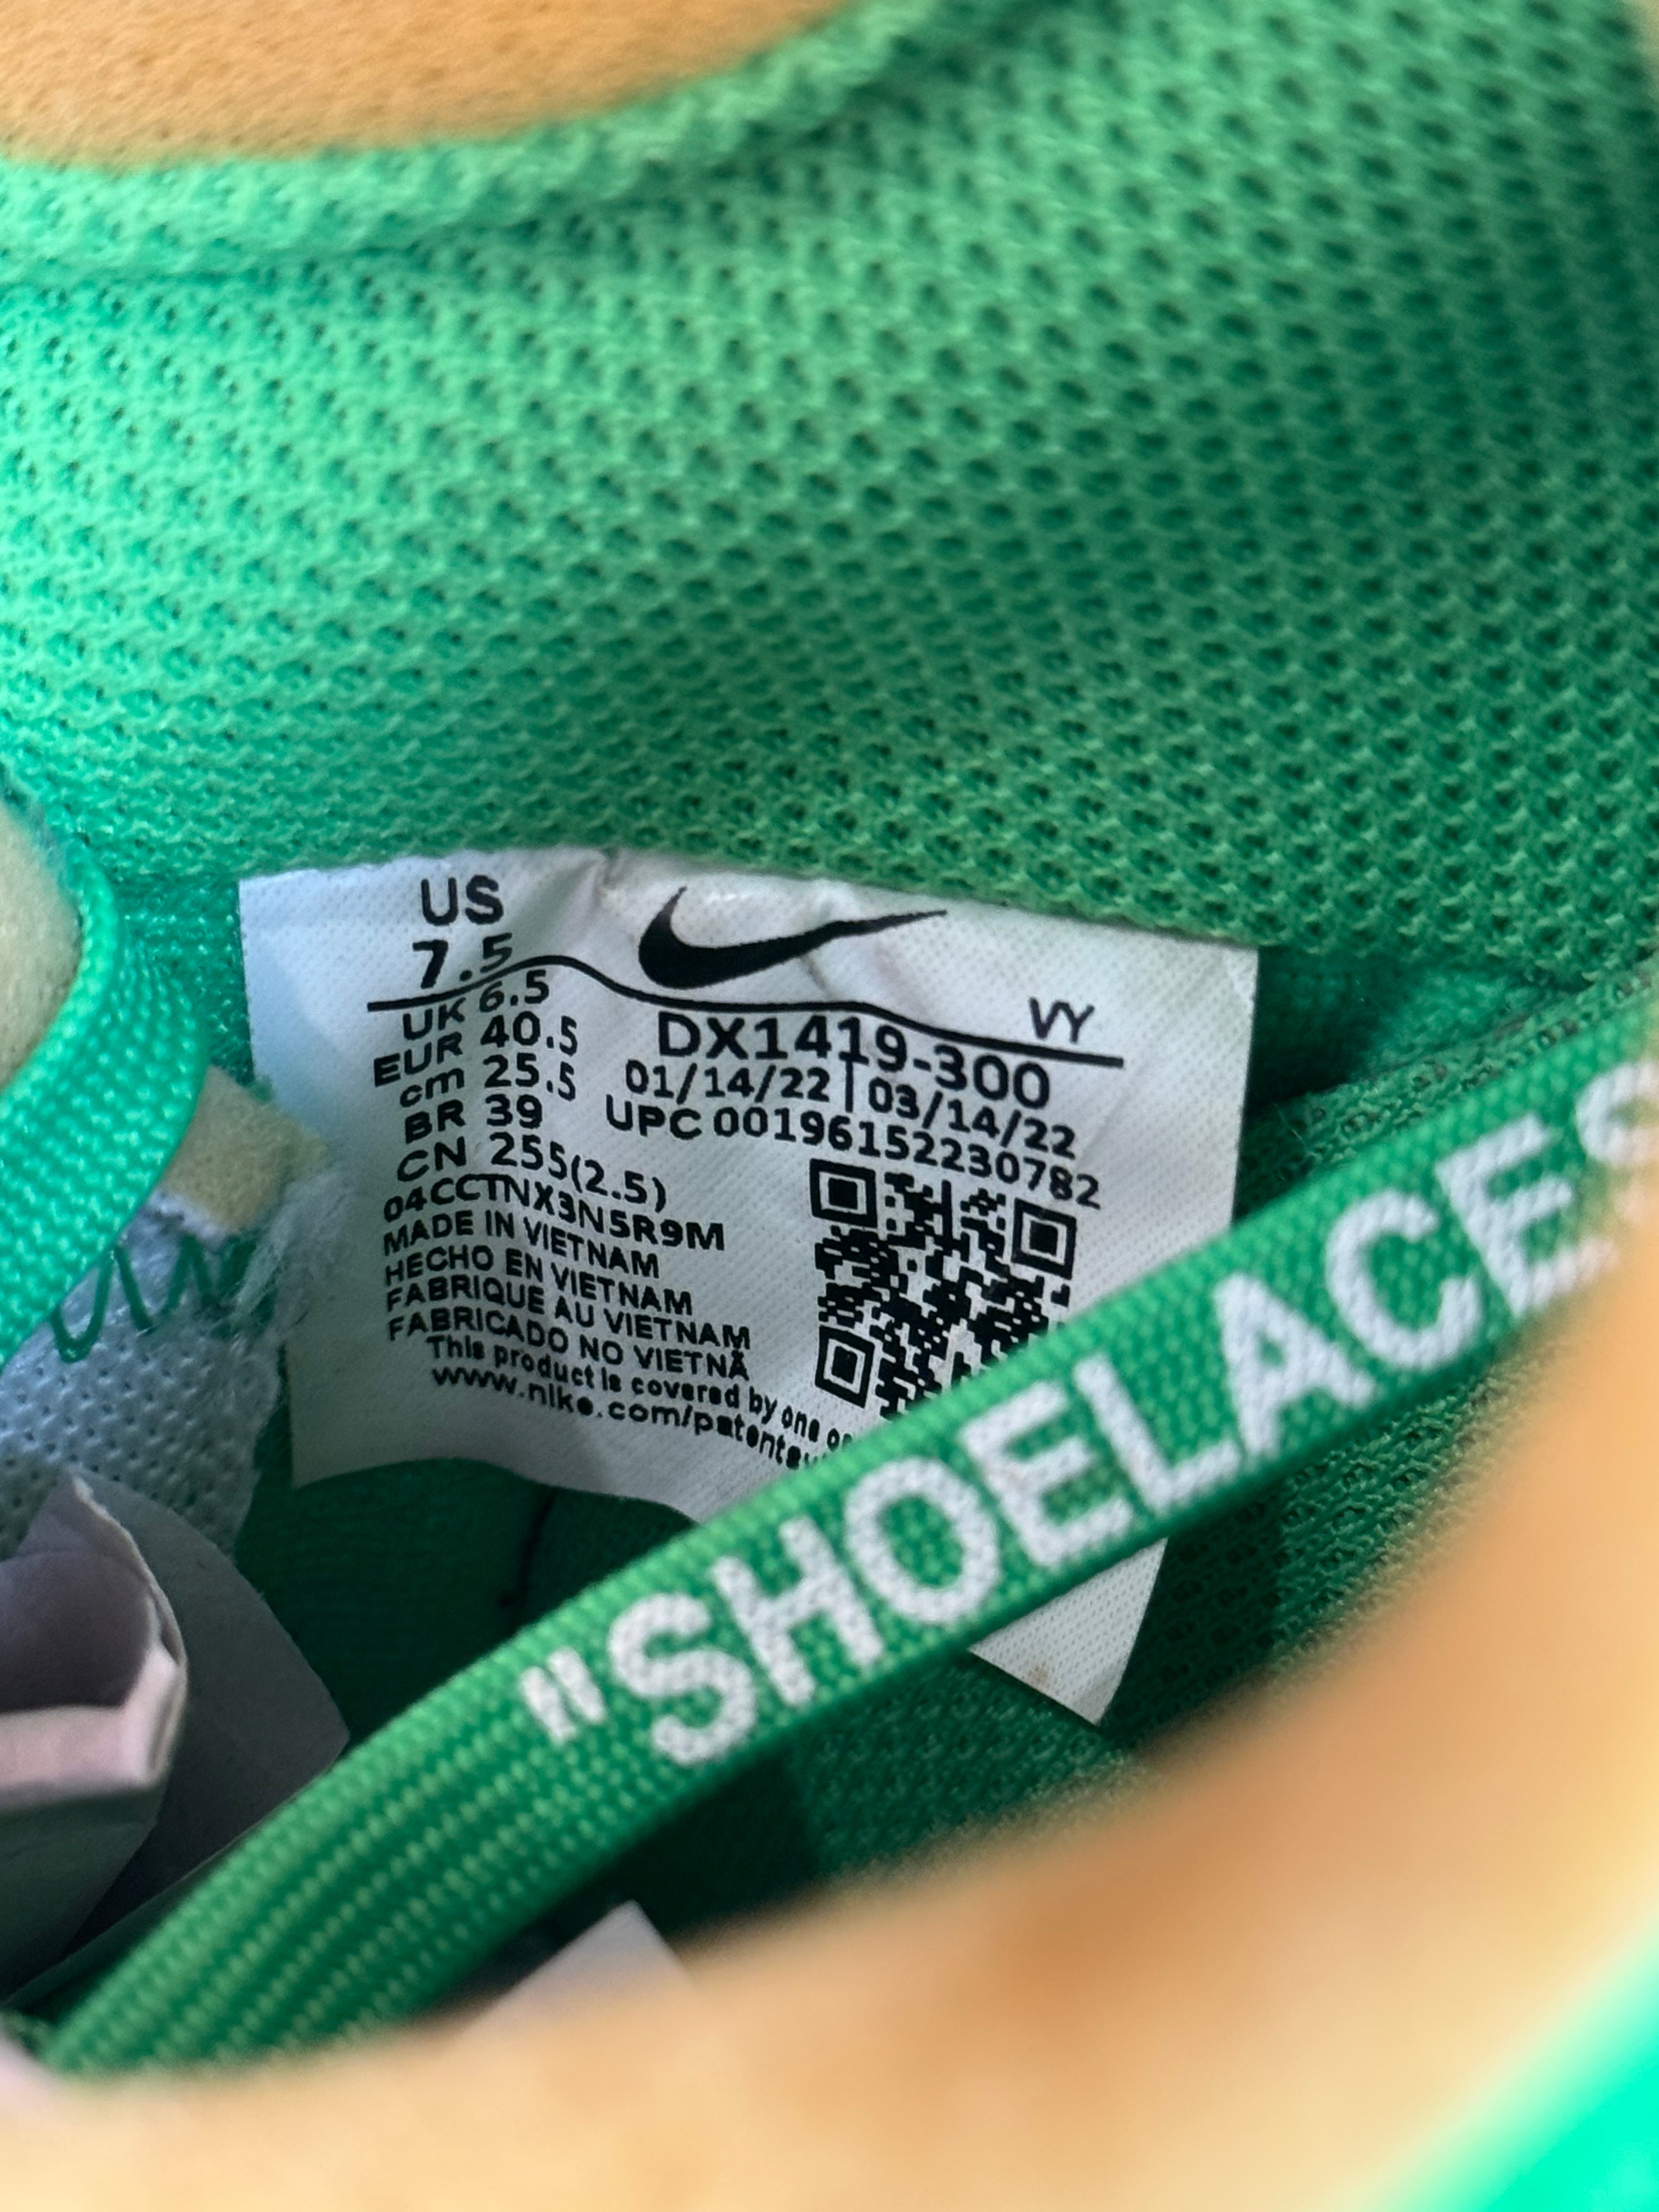 US
7.5
UK 6.5
EUR 40.5
cm 25.5
BR 39
CN 255(2.5)
VY
DX1419-300
01/14/22 | 03/14/22
UPC 00196152230782
04CCTNX3N5R9M
MADE IN VIETNAM
HECHO EN VIETNAM
FABRIQUE AU VIETNAM
FABRICADO NO VIETNÃ
This product is covered by one
www.nike.com/patents
"SHOELACES